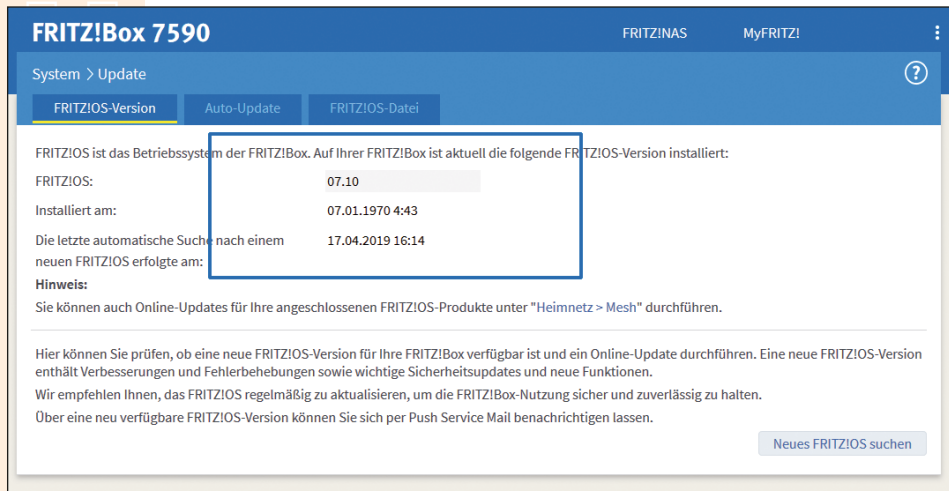 FRITZ!Box 7590
FRITZ!NAS MyFRITZ!
System > Update
?
FRITZ!OS-Version Auto-Update FRITZ!OS-Datei
FRITZ!OS ist das Betriebssystem der FRITZ!Box. Auf Ihrer FRITZ!Box ist aktuell die folgende FRITZ!OS-Version installiert:
FRITZ!OS: 07.10
Installiert am: 07.01.1970 4:43
Die letzte automatische Suche nach einem 17.04.2019 16:14
neuen FRITZ!OS erfolgte am:
Hinweis:
Sie können auch Online-Updates für Ihre angeschlossenen FRITZ!OS-Produkte unter "Heimnetz > Mesh" durchführen.
Hier können Sie prüfen, ob eine neue FRITZ!OS-Version für Ihre FRITZ!Box verfügbar ist und ein Online-Update durchführen. Eine neue FRITZ!OS-Version
enthält Verbesserungen und Fehlerbehebungen sowie wichtige Sicherheitsupdates und neue Funktionen.
Wir empfehlen Ihnen, das FRITZ!OS regelmäßig zu aktualisieren, um die FRITZ!Box-Nutzung sicher und zuverlässig zu halten.
Über eine neu verfügbare FRITZ!OS-Version können Sie sich per Push Service Mail benachrichtigen lassen.
Neues FRITZ!OS suchen